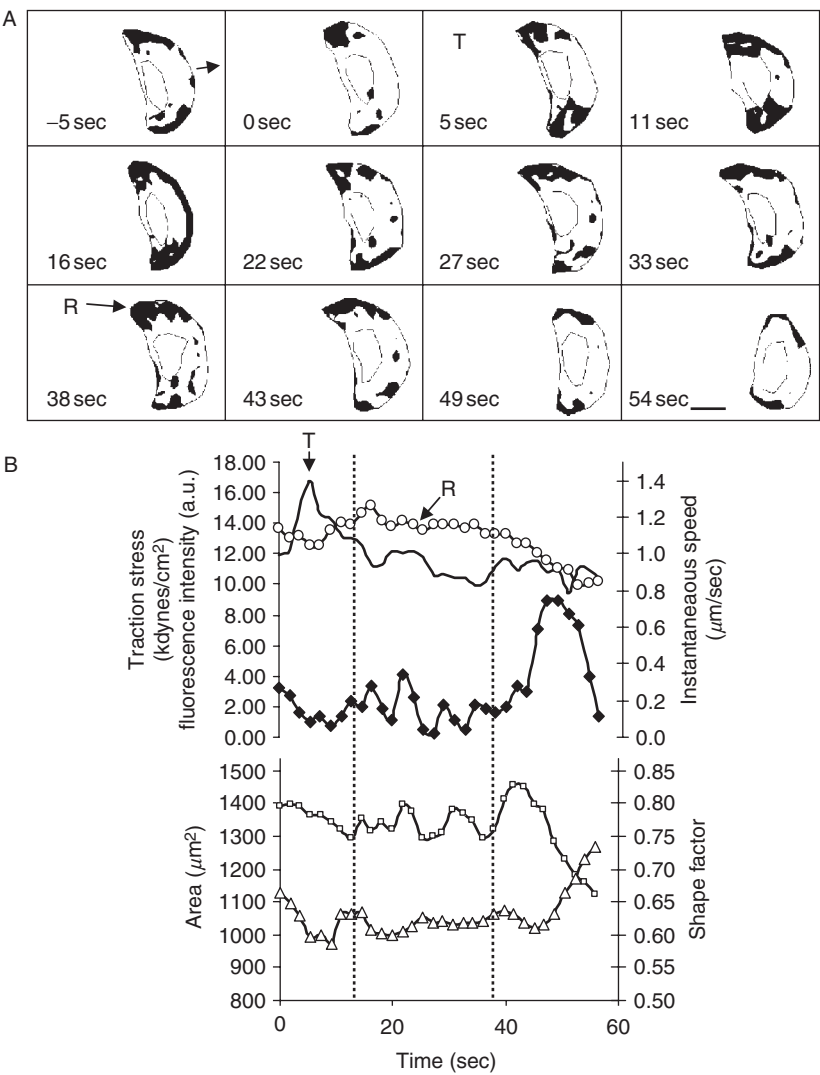 A
T
−5 sec
0 sec
5 sec
11 sec
16 sec
22 sec
27 sec
33 sec
R
38 sec
43 sec
49 sec
54 sec
B
T
R
Traction stress
(kdynes/cm2)
fluorescence intensity (a.u.)
18.00
16.00
14.00
12.00
10.00
8.00
6.00
4.00
2.00
0.00
1.4
1.2
1.0
0.8
0.6
0.4
0.2
0.0
Instantaneaous speed
(μm/sec)
Area (μm²)
1500
1400
1300
1200
1100
1000
900
800
0.85
0.80
0.75
0.70
0.65
0.60
0.55
0.50
Shape factor
0
20
40
60
Time (sec)